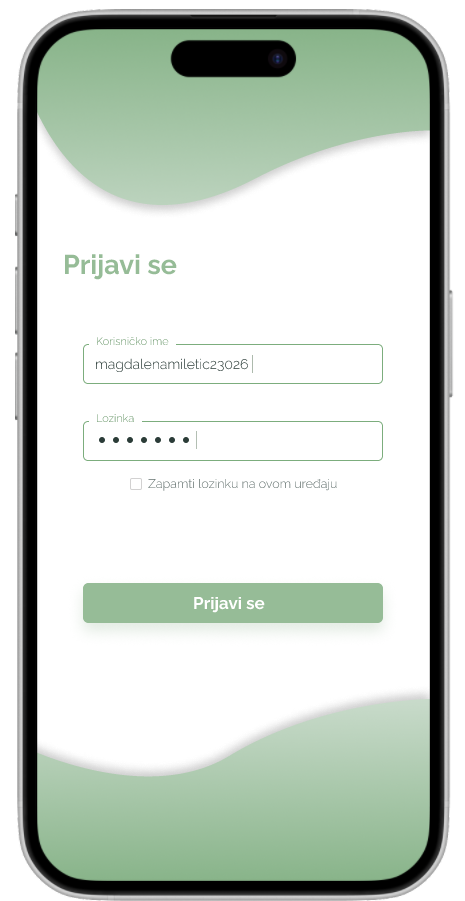 Prijavi se
Korisničko ime
magdalenamiletic23026
Lozinka
Zapamti lozinku na ovom uređaju
Prijavi se